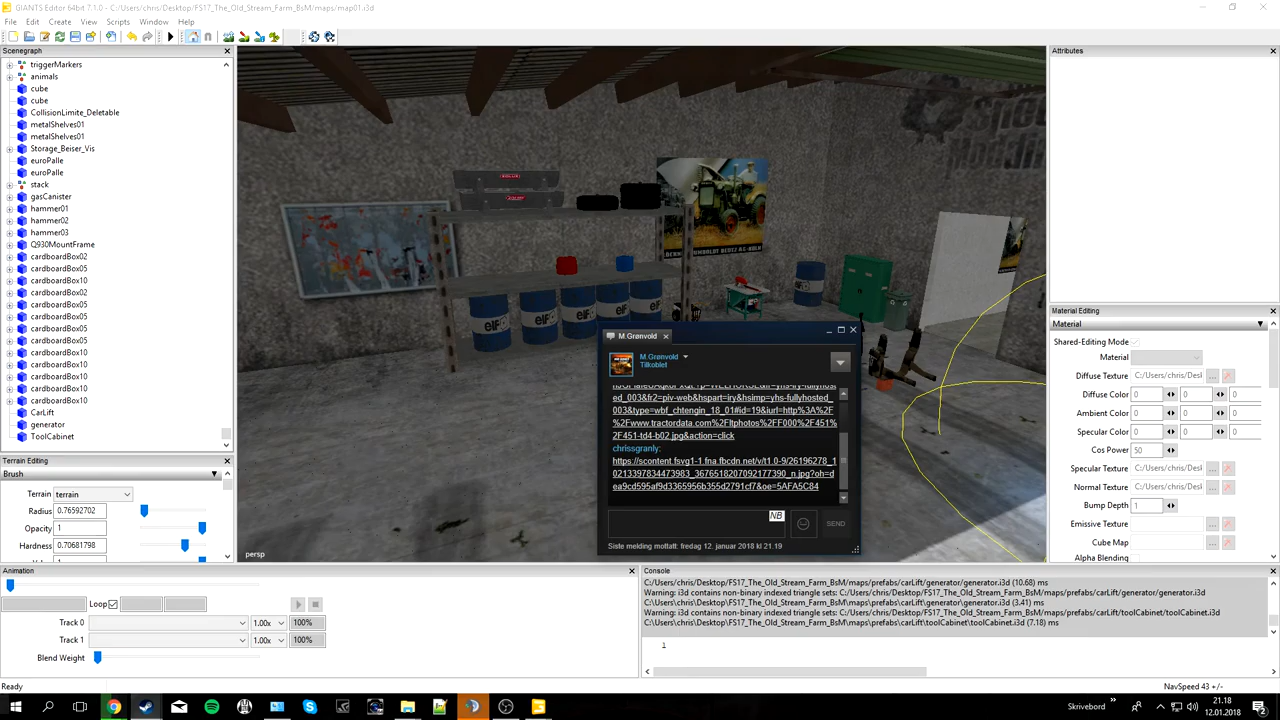 GIANTS Editor 64bit 7.1.0 - C:/Users/chris/Desktop/FS17_The_Old_Stream_Farm_BsM/maps/map01.i3d
File Edit Create View Scripts Window Help
Scenegraph
triggerMarkers
animals
cube
cube
CollisionLimite_Deletable
metalShelves01
metalShelves01
Storage_Beiser_Vis
euroPalle
euroPalle
stack
gasCanister
hammer01
hammer02
hammer03
Q930MountFrame
cardboardBox02
cardboardBox05
cardboardBox10
cardboardBox02
cardboardBox05
cardboardBox05
cardboardBox05
cardboardBox05
cardboardBox10
cardboardBox10
cardboardBox10
cardboardBox10
cardboardBox10
CarLift
generator
ToolCabinet
Terrain Editing
Brush
Terrain terrain
Radius 0.76592702
Opacity 1
Hardness 0.70681798
persp
elf elf elf elf
M.Grønvold
M.Grønvold
Tilkoblet
ed_003&fr2=piv-web&hspart=iry&hsimp=yhs-fullyhosted
_003&type=wbf_chtengin_18_01#id=19&iurl=http%3A%2F
%2Fwww.tractordata.com%2Fltphotos%2FF000%2F451%
2F451-td4-b02.jpg&action=click
chrissgranly:
https://scontent.fsvg1-1.fna.fbcdn.net/v/t1.0-9/26196278_1
0213397834473983_3676518207092177390_n.jpg?oh=d
ea9cd595af9d3365956b355d2791cf7&oe=5AFA5C84
NB
SEND
Siste melding mottatt: fredag 12. januar 2018 kl 21.19
Attributes
Material Editing
Material
Shared-Editing Mode
Material
Diffuse Texture C:/Users/chris/Desl ...
Diffuse Color 0 0 0
Ambient Color 0 0 0
Specular Color 0 0 0
Cos Power 50
Specular Texture C:/Users/chris/Desl ...
Normal Texture C:/Users/chris/Desl ...
Bump Depth 1
Emissive Texture ...
Cube Map ...
Alpha Blending
Animation
Loop
Track 0 1.00x 100%
Track 1 1.00x 100%
Blend Weight
Console
C:/Users/chris/Desktop/FS17_The_Old_Stream_Farm_BsM/maps/prefabs/carLift/generator/generator.i3d (10.68) ms
Warning: i3d contains non-binary indexed triangle sets: C:/Users/chris/Desktop/FS17_The_Old_Stream_Farm_BsM/maps/prefabs/carLift/generator/generator.i3d
C:\Users\chris\Desktop\FS17_The_Old_Stream_Farm_BsM\maps\prefabs\carLift\generator\generator.i3d (3.41) ms
Warning: i3d contains non-binary indexed triangle sets: C:/Users/chris/Desktop/FS17_The_Old_Stream_Farm_BsM/maps/prefabs/carLift/toolCabinet/toolCabinet.i3d
C:\Users\chris\Desktop\FS17_The_Old_Stream_Farm_BsM\maps\prefabs\carLift\toolCabinet\toolCabinet.i3d (7.18) ms
1
Ready
NavSpeed 43 +/-
Skrivebord
21.18
12.01.2018
2